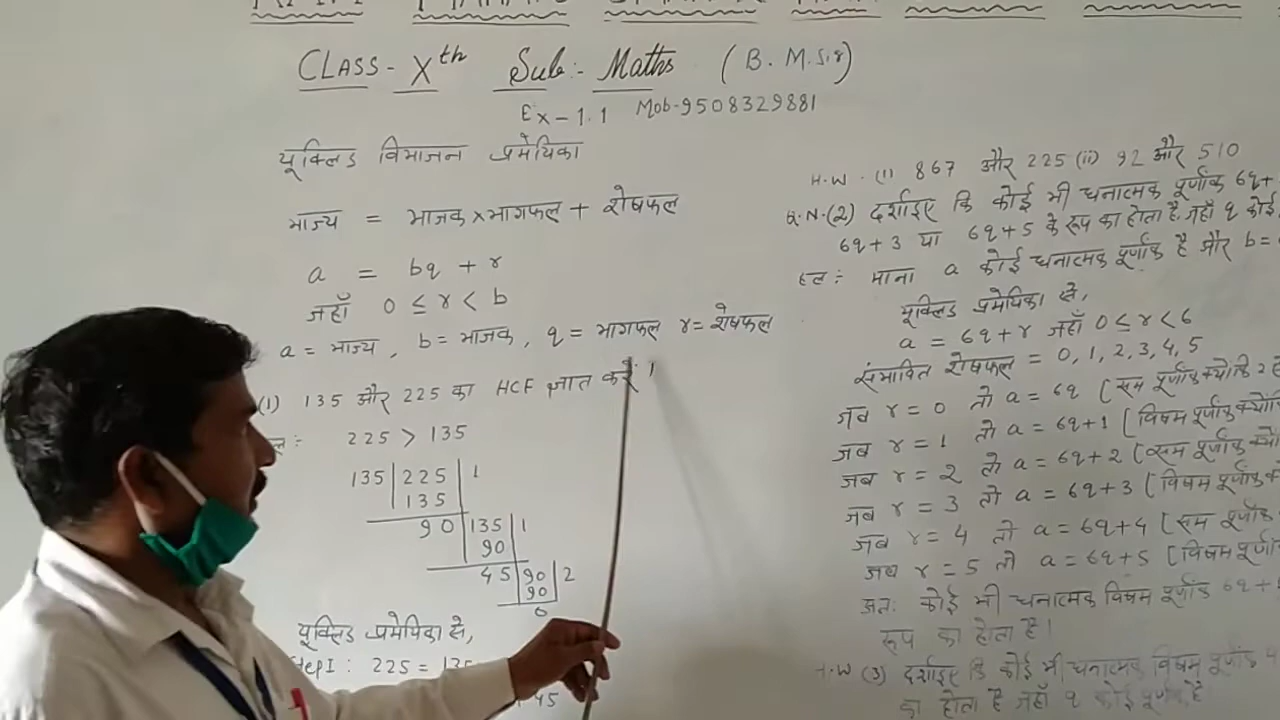 CLASS - Xth Sub:- Maths (B. M. Sir)
Ex - 1.1 Mob-9508329881
यूक्लिड विभाजन प्रमेयिका
भाज्य = भाजक × भागफल + शेषफल
a = bq + r
जहाँ 0 ≤ r < b
a = भाज्य, b = भाजक, q = भागफल r = शेषफल
(1) 135 और 225 का HCF ज्ञात करें।
225 > 135
135 225 1
135
90 135 1
90
45 90 2
90
0
यूक्लिड प्रमेयिका से,
Step I: 225 = 135
45
H.W. (i) 867 और 225 (ii) 92 और 510
Q.N.(2) दर्शाइए कि कोई भी धनात्मक पूर्णांक 6q+
6q+3 या 6q+5 के रूप का होता है, जहाँ q कोई
हल: माना a कोई धनात्मक पूर्णांक है और b =
यूक्लिड प्रमेयिका से,
a = 6q+r जहाँ 0 ≤ r < 6
संभावित शेषफल = 0, 1, 2, 3, 4, 5
जब r = 0 तो a = 6q (सम पूर्णांक क्योंकि 2
जब r = 1 तो a = 6q+1 (विषम पूर्णांक क्योंकि
जब r = 2 तो a = 6q+2 (सम पूर्णांक
जब r = 3 तो a = 6q+3 (विषम पूर्णांक
जब r = 4 तो a = 6q+4 (सम पूर्णांक
जब r = 5 तो a = 6q+5 (विषम पूर्णांक
अतः कोई भी धनात्मक विषम पूर्णांक 6q+1
रूप का होता है।
H.W (3) दर्शाइए कि कोई भी धनात्मक विषम पूर्णांक 4
का होता है जहाँ q कोई पूर्णांक है